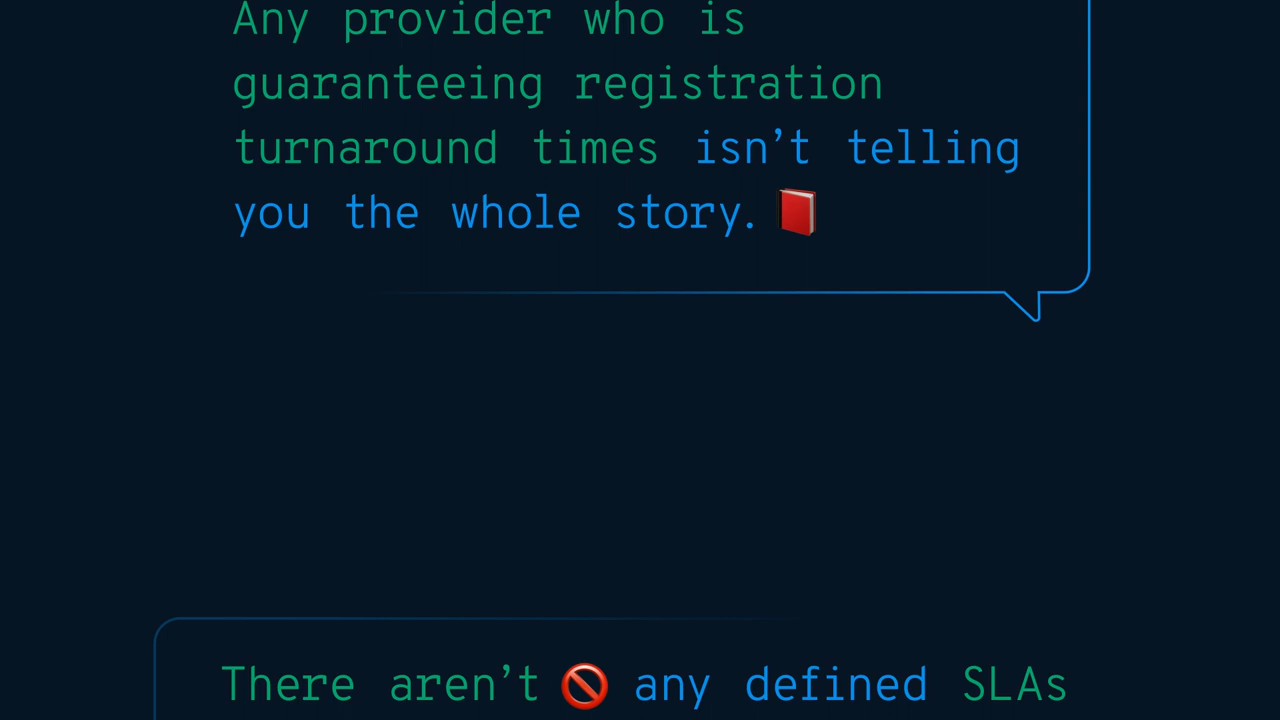 Any provider who is
guaranteeing registration
turnaround times isn’t telling
you the whole story. 📕
There aren’t 🚫 any defined SLAs